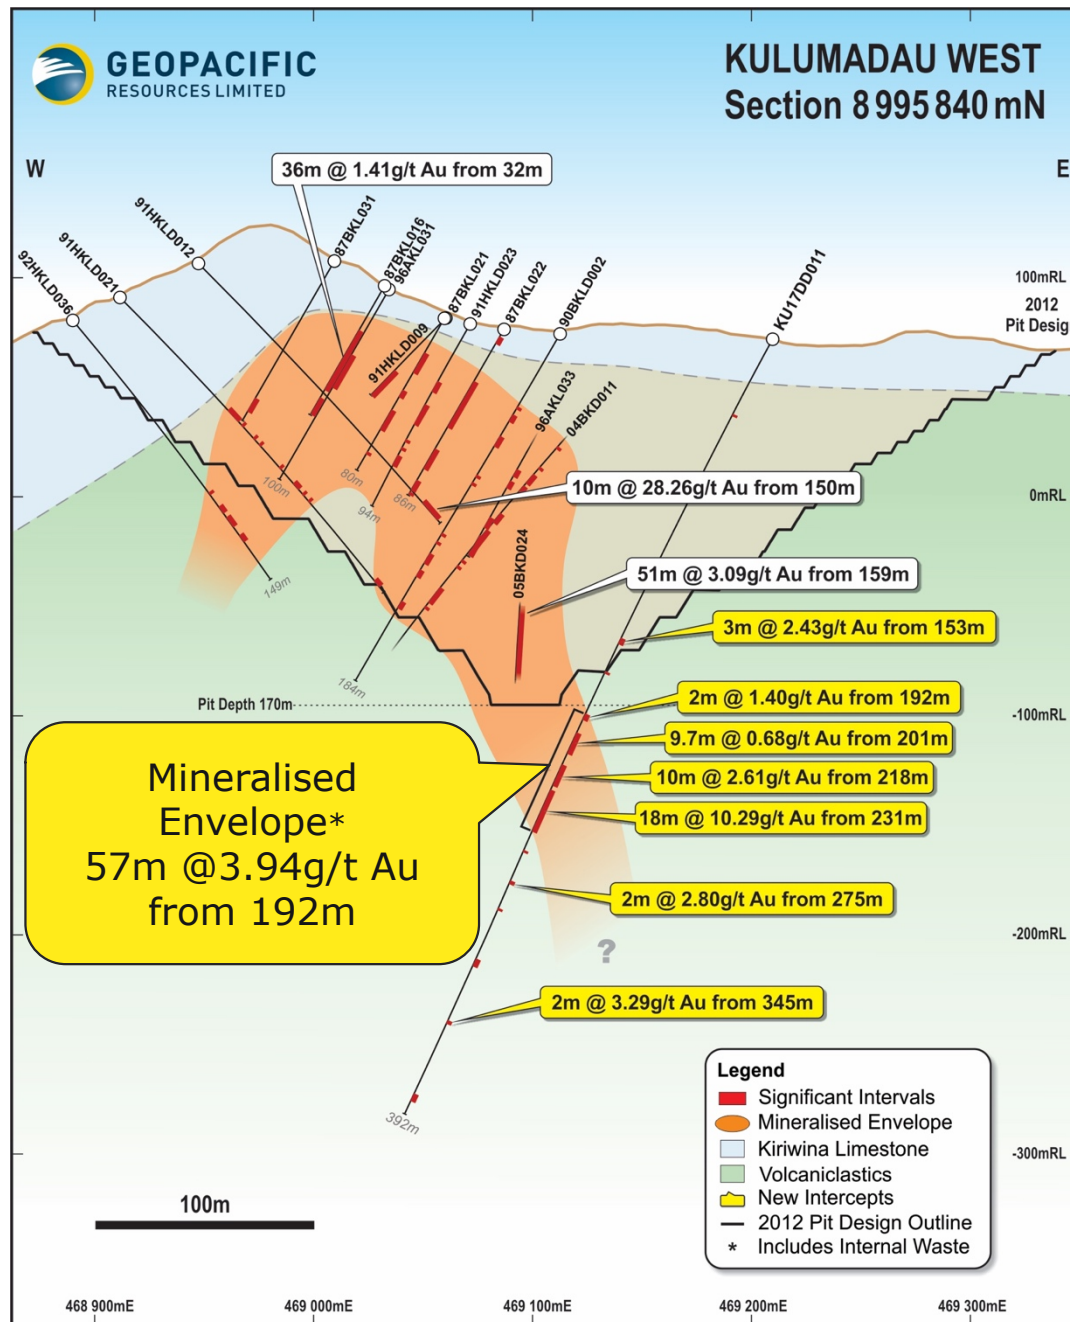 GEOPACIFIC
RESOURCES LIMITED
KULUMADAU WEST
Section 8 995 840 mN
W
E
36m @ 1.41g/t Au from 32m
92HKLD036
91HKLD021
91HKLD012
87BKL031
87BKL016
96AKL031
91HKLD009
87BKL021
91HKLD023
87BKL022
90BKLD002
96AKL033
04BKD011
KU17DD011
100mRL
2012
Pit Design
0mRL
80m
100m
94m
86m
149m
184m
10m @ 28.26g/t Au from 150m
05BKD024
51m @ 3.09g/t Au from 159m
3m @ 2.43g/t Au from 153m
Pit Depth 170m
2m @ 1.40g/t Au from 192m
-100mRL
9.7m @ 0.68g/t Au from 201m
10m @ 2.61g/t Au from 218m
18m @ 10.29g/t Au from 231m
Mineralised
Envelope*
57m @3.94g/t Au
from 192m
2m @ 2.80g/t Au from 275m
-200mRL
?
2m @ 3.29g/t Au from 345m
392m
Legend
Significant Intervals
Mineralised Envelope
Kiriwina Limestone
Volcaniclastics
New Intercepts
2012 Pit Design Outline
* Includes Internal Waste
-300mRL
100m
468 900mE
469 000mE
469 100mE
469 200mE
469 300mE